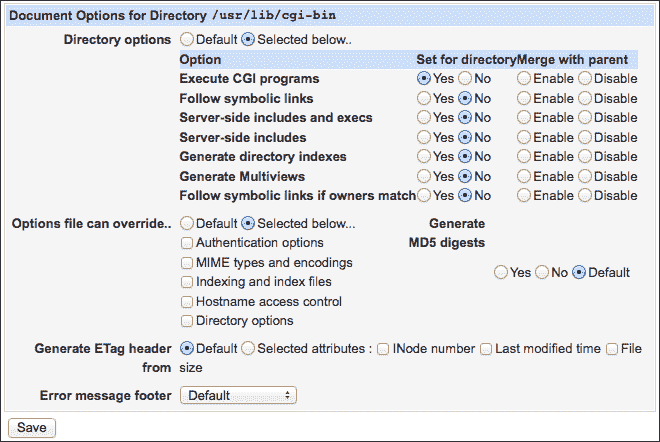 Document Options for Directory /usr/lib/cgi-bin
Directory options Default Selected below..
Option Set for directory Merge with parent
Execute CGI programs Yes No Enable Disable
Follow symbolic links Yes No Enable Disable
Server-side includes and execs Yes No Enable Disable
Server-side includes Yes No Enable Disable
Generate directory indexes Yes No Enable Disable
Generate Multiviews Yes No Enable Disable
Follow symbolic links if owners match Yes No Enable Disable
Options file can override.. Default Selected below...
Authentication options
MIME types and encodings
Indexing and index files
Hostname access control
Directory options
Generate
MD5 digests
Yes No Default
Generate ETag header Default Selected attributes : INode number Last modified time File
from size
Error message footer Default
Save